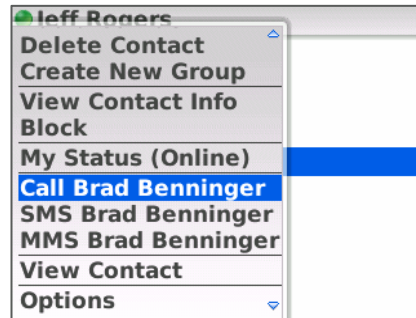 Jeff Rogers
Delete Contact
Create New Group
View Contact Info
Block
My Status (Online)
Call Brad Benninger
SMS Brad Benninger
MMS Brad Benninger
View Contact
Options